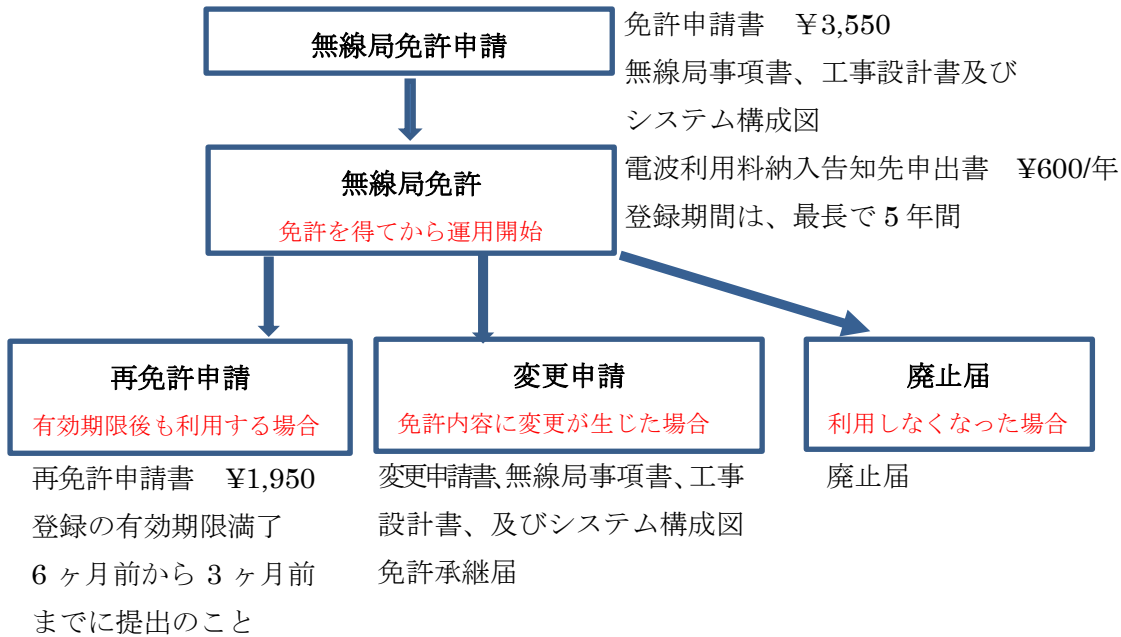 無線局免許申請
免許申請書　￥3,550
無線局事項書、工事設計書及び
システム構成図
無線局免許
免許を得てから運用開始
電波利用料納入告知先申出書　¥600/年
登録期間は、最長で 5 年間
再免許申請
有効期限後も利用する場合
再免許申請書　¥1,950
登録の有効期限満了
6 ヶ月前から 3 ヶ月前
までに提出のこと
変更申請
免許内容に変更が生じた場合
変更申請書、無線局事項書、工事
設計書、及びシステム構成図
免許承継届
廃止届
利用しなくなった場合
廃止届